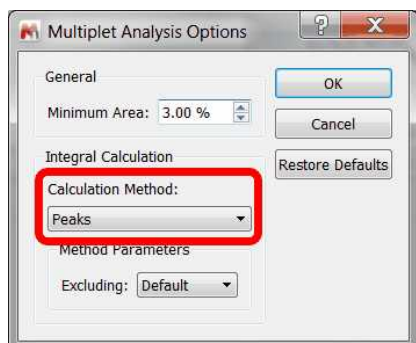 Multiplet Analysis Options
General
Minimum Area: 3.00 %
OK
Cancel
Restore Defaults
Integral Calculation
Calculation Method:
Peaks
Method Parameters
Excluding: Default